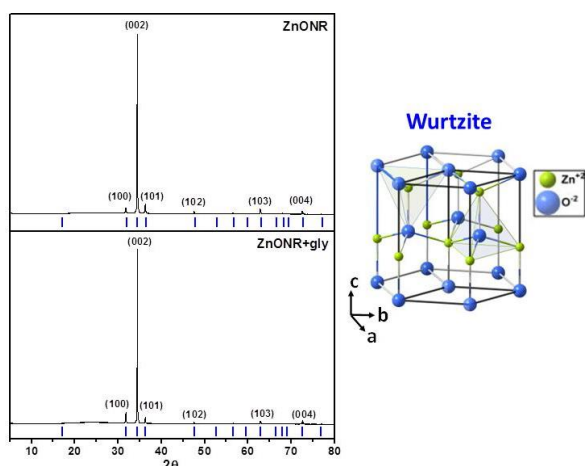 ZnONR
(002)
(100)
(101)
(102)
(103)
(004)
ZnONR+gly
(002)
(100)
(101)
(102)
(103)
(004)
10 20 30 40 50 60 70 80
2θ
Wurtzite
Zn+2
O-2
c
b
a